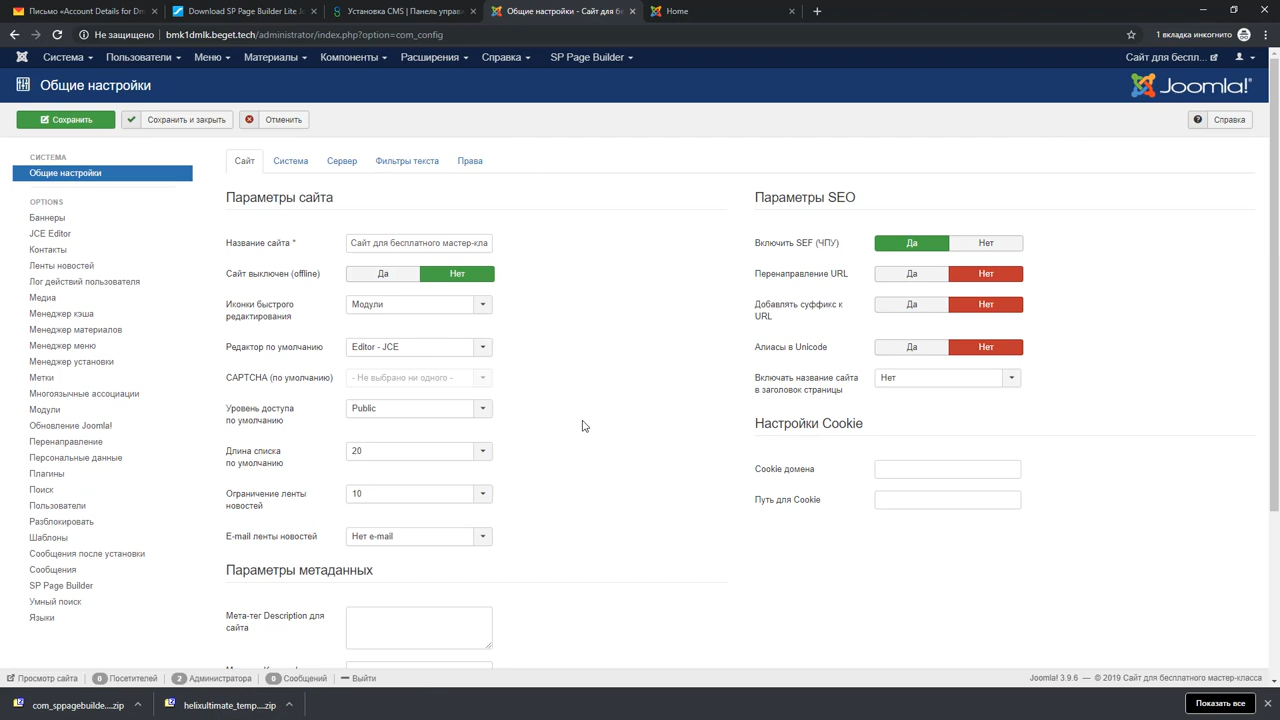 Письмо «Account Details for Dm
Download SP Page Builder Lite Jo
Установка CMS | Панель управл
Общие настройки - Сайт для бе
Home
Не защищено
bmk1dmlk.beget.tech/administrator/index.php?option=com_config
1 вкладка инкогнито
Система Пользователи Меню Материалы Компоненты Расширения Справка SP Page Builder
Сайт для беспл...
Общие настройки
Joomla!
Сохранить
Сохранить и закрыть
Отменить
Справка
СИСТЕМА
Общие настройки
OPTIONS
Баннеры
JCE Editor
Контакты
Ленты новостей
Лог действий пользователя
Медиа
Менеджер кэша
Менеджер материалов
Менеджер меню
Менеджер установки
Метки
Многоязычные ассоциации
Модули
Обновление Joomla!
Перенаправление
Персональные данные
Плагины
Поиск
Пользователи
Разблокировать
Шаблоны
Сообщения после установки
Сообщения
SP Page Builder
Умный поиск
Языки
Сайт Система Сервер Фильтры текста Права
Параметры сайта
Название сайта * Сайт для бесплатного мастер-кла
Сайт выключен (offline) Да Нет
Иконки быстрого
редактирования
Модули
Редактор по умолчанию Editor - JCE
CAPTCHA (по умолчанию) - Не выбрано ни одного -
Уровень доступа
по умолчанию
Public
Длина списка
по умолчанию
20
Ограничение ленты
новостей
10
E-mail ленты новостей Нет e-mail
Параметры метаданных
Мета-тег Description для
сайта
Параметры SEO
Включить SEF (ЧПУ) Да Нет
Перенаправление URL Да Нет
Добавлять суффикс к
URL
Да Нет
Алиасы в Unicode Да Нет
Включать название сайта
в заголовок страницы
Нет
Настройки Cookie
Cookie домена
Путь для Cookie
Просмотр сайта 0 Посетителей 2 Администратора 0 Сообщений Выйти
Joomla! 3.9.6 — © 2019 Сайт для бесплатного мастер-класса
com_sppagebuilde....zip
helixultimate_temp....zip
Показать все